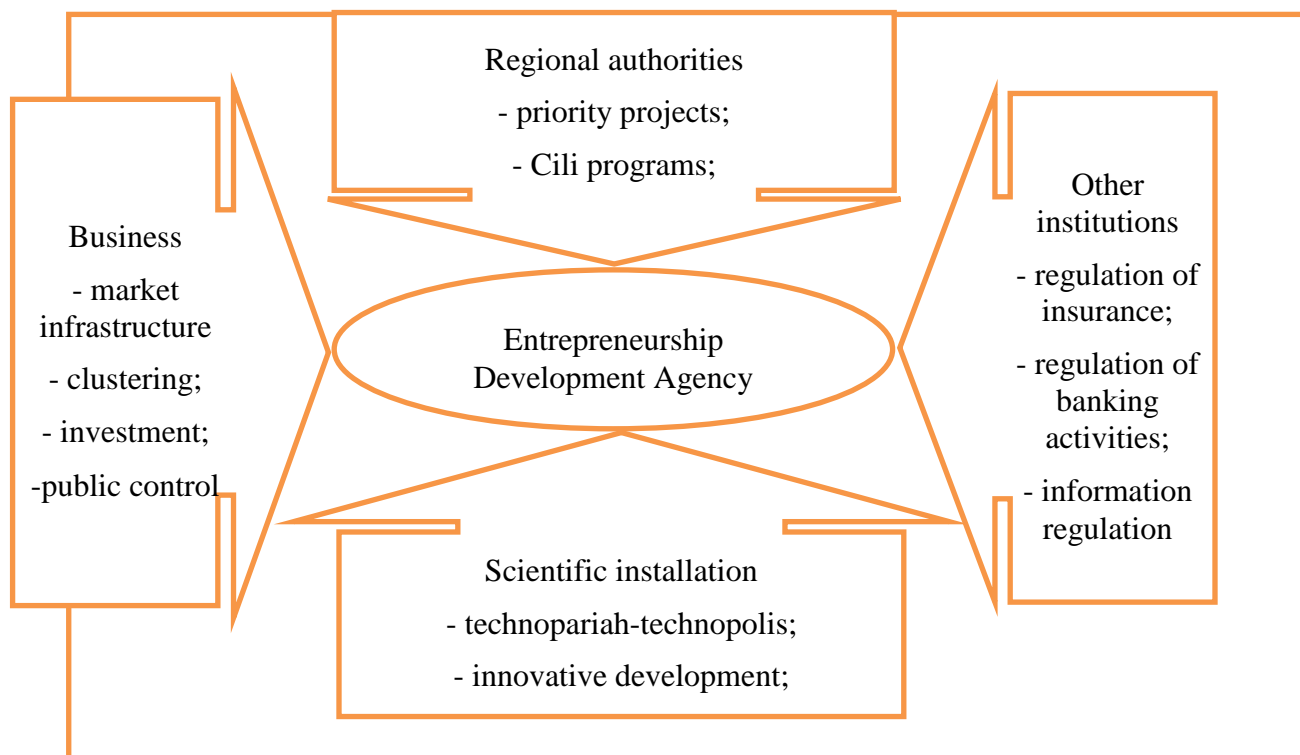 Regional authorities
- priority projects;
- Cili programs;
Business
- market
infrastructure
- clustering;
- investment;
-public control
Entrepreneurship
Development Agency
Other
institutions
- regulation of
insurance;
- regulation of
banking
activities;
- information
regulation
Scientific installation
- technopariah-technopolis;
- innovative development;